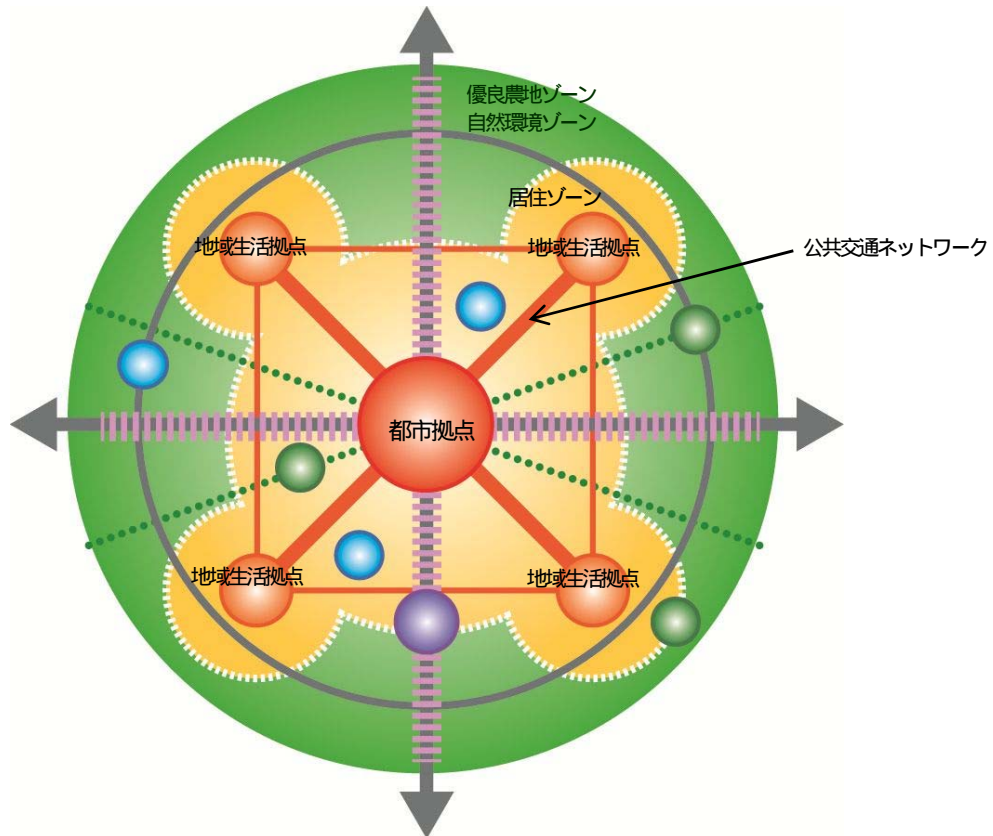 優良農地ゾーン
自然環境ゾーン
居住ゾーン
地域生活拠点
地域生活拠点
公共交通ネットワーク
都市拠点
地域生活拠点
地域生活拠点